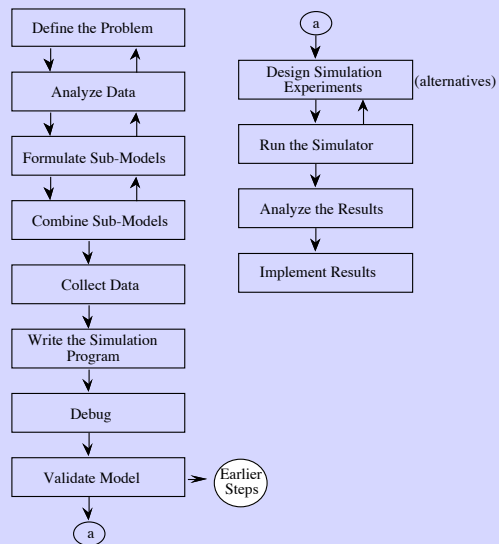 Define the Problem
Analyze Data
Formulate Sub-Models
Combine Sub-Models
Collect Data
Write the Simulation
Program
Debug
Validate Model
Earlier
Steps
a
a
Design Simulation
Experiments
(alternatives)
Run the Simulator
Analyze the Results
Implement Results